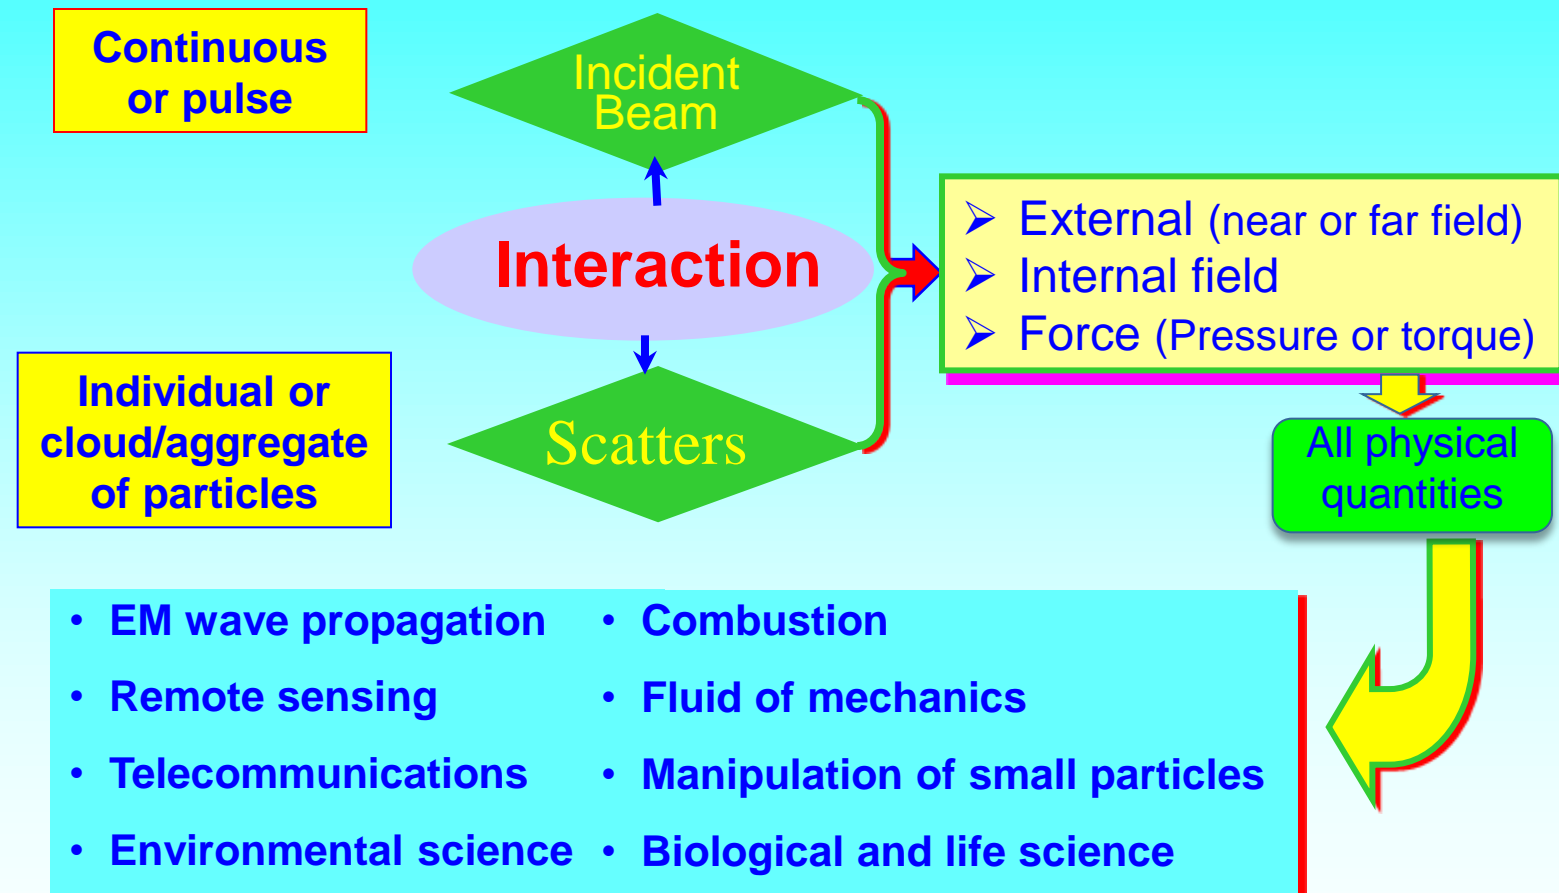 Continuous
or pulse
Incident
Beam
Interaction
➢ External (near or far field)
➢ Internal field
➢ Force (Pressure or torque)
Individual or
cloud/aggregate
of particles
Scatters
All physical
quantities
• EM wave propagation
• Remote sensing
• Telecommunications
• Environmental science
• Combustion
• Fluid of mechanics
• Manipulation of small particles
• Biological and life science